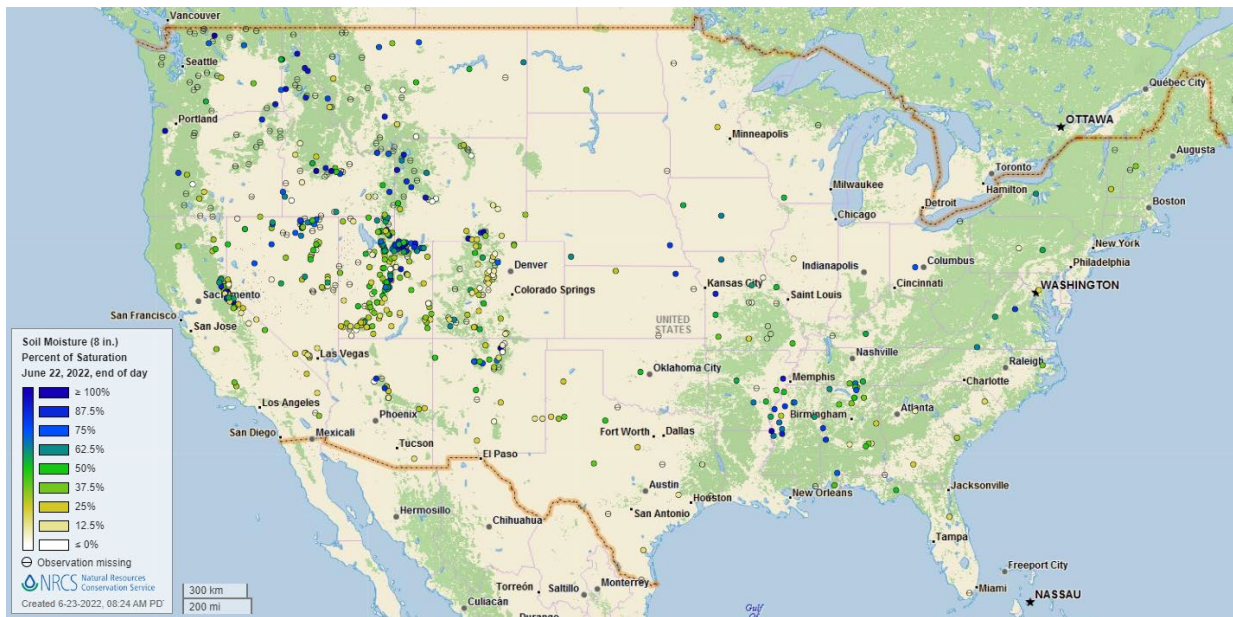 Vancouver
Seattle
Québec City
Portland
OTTAWA
Minneapolis
Augusta
Toronto
Hamilton
Milwaukee
Detroit
Boston
Chicago
New York
Denver
Indianapolis
Columbus
Philadelphia
Sacramento
Colorado Springs
Kansas City
Cincinnati
WASHINGTON
Saint Louis
San Francisco
San Jose
UNITED
STATES
Las Vegas
Nashville
Raleigh
Oklahoma City
Memphis
Charlotte
Los Angeles
Phoenix
Birmingham
Atlanta
San Diego
Mexicali
Fort Worth
Dallas
Tucson
El Paso
Austin
Jacksonville
Houston
New Orleans
San Antonio
Hermosillo
Chihuahua
Tampa
Freeport City
Monterrey
Torreón
Saltillo
Miami
NASSAU
Culiacán
Durango
Gulf
Of
Soil Moisture (8 in.)
Percent of Saturation
June 22, 2022, end of day
≥ 100%
87.5%
75%
62.5%
50%
37.5%
25%
12.5%
≤ 0%
Observation missing
NRCS Natural Resources
Conservation Service
Created 6-23-2022, 08:24 AM PD
300 km
200 mi